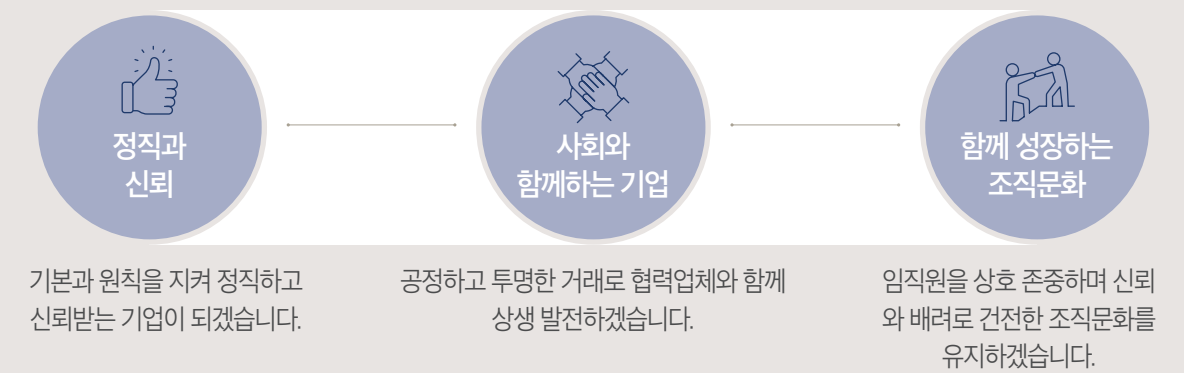 정직과
신뢰
사회와
함께하는 기업
함께 성장하는
조직문화
기본과 원칙을 지켜 정직하고
신뢰받는 기업이 되겠습니다.
공정하고 투명한 거래로 협력업체와 함께
상생 발전하겠습니다.
임직원을 상호 존중하며 신뢰
와 배려로 건전한 조직문화를
유지하겠습니다.